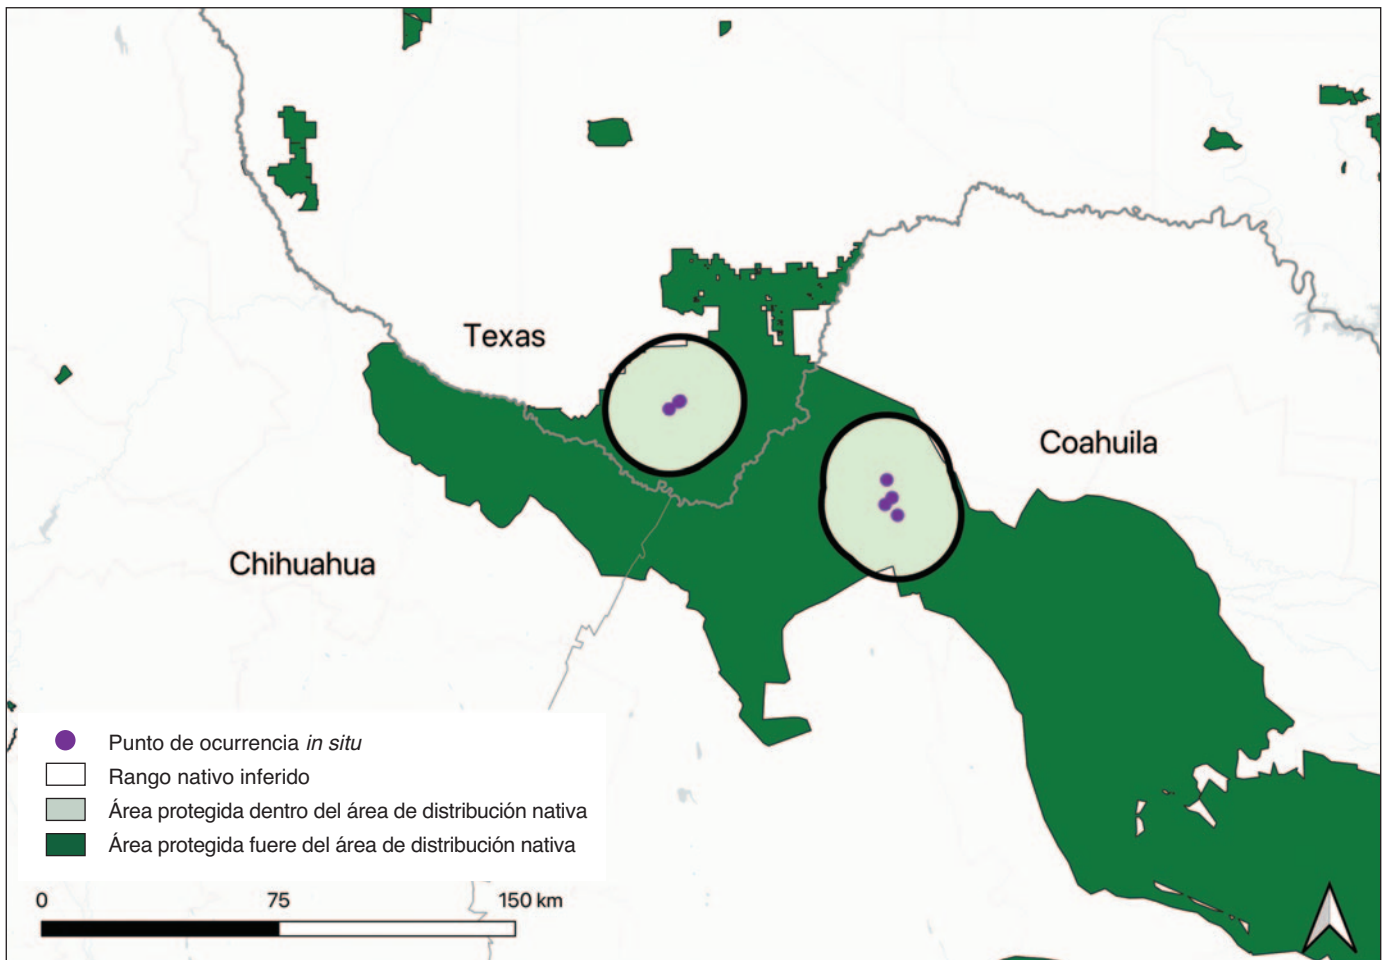 Texas
Coahuila
Chihuahua
Punto de ocurrencia in situ
Rango nativo inferido
Área protegida dentro del área de distribución nativa
Área protegida fuere del área de distribución nativa
0 75 150 km